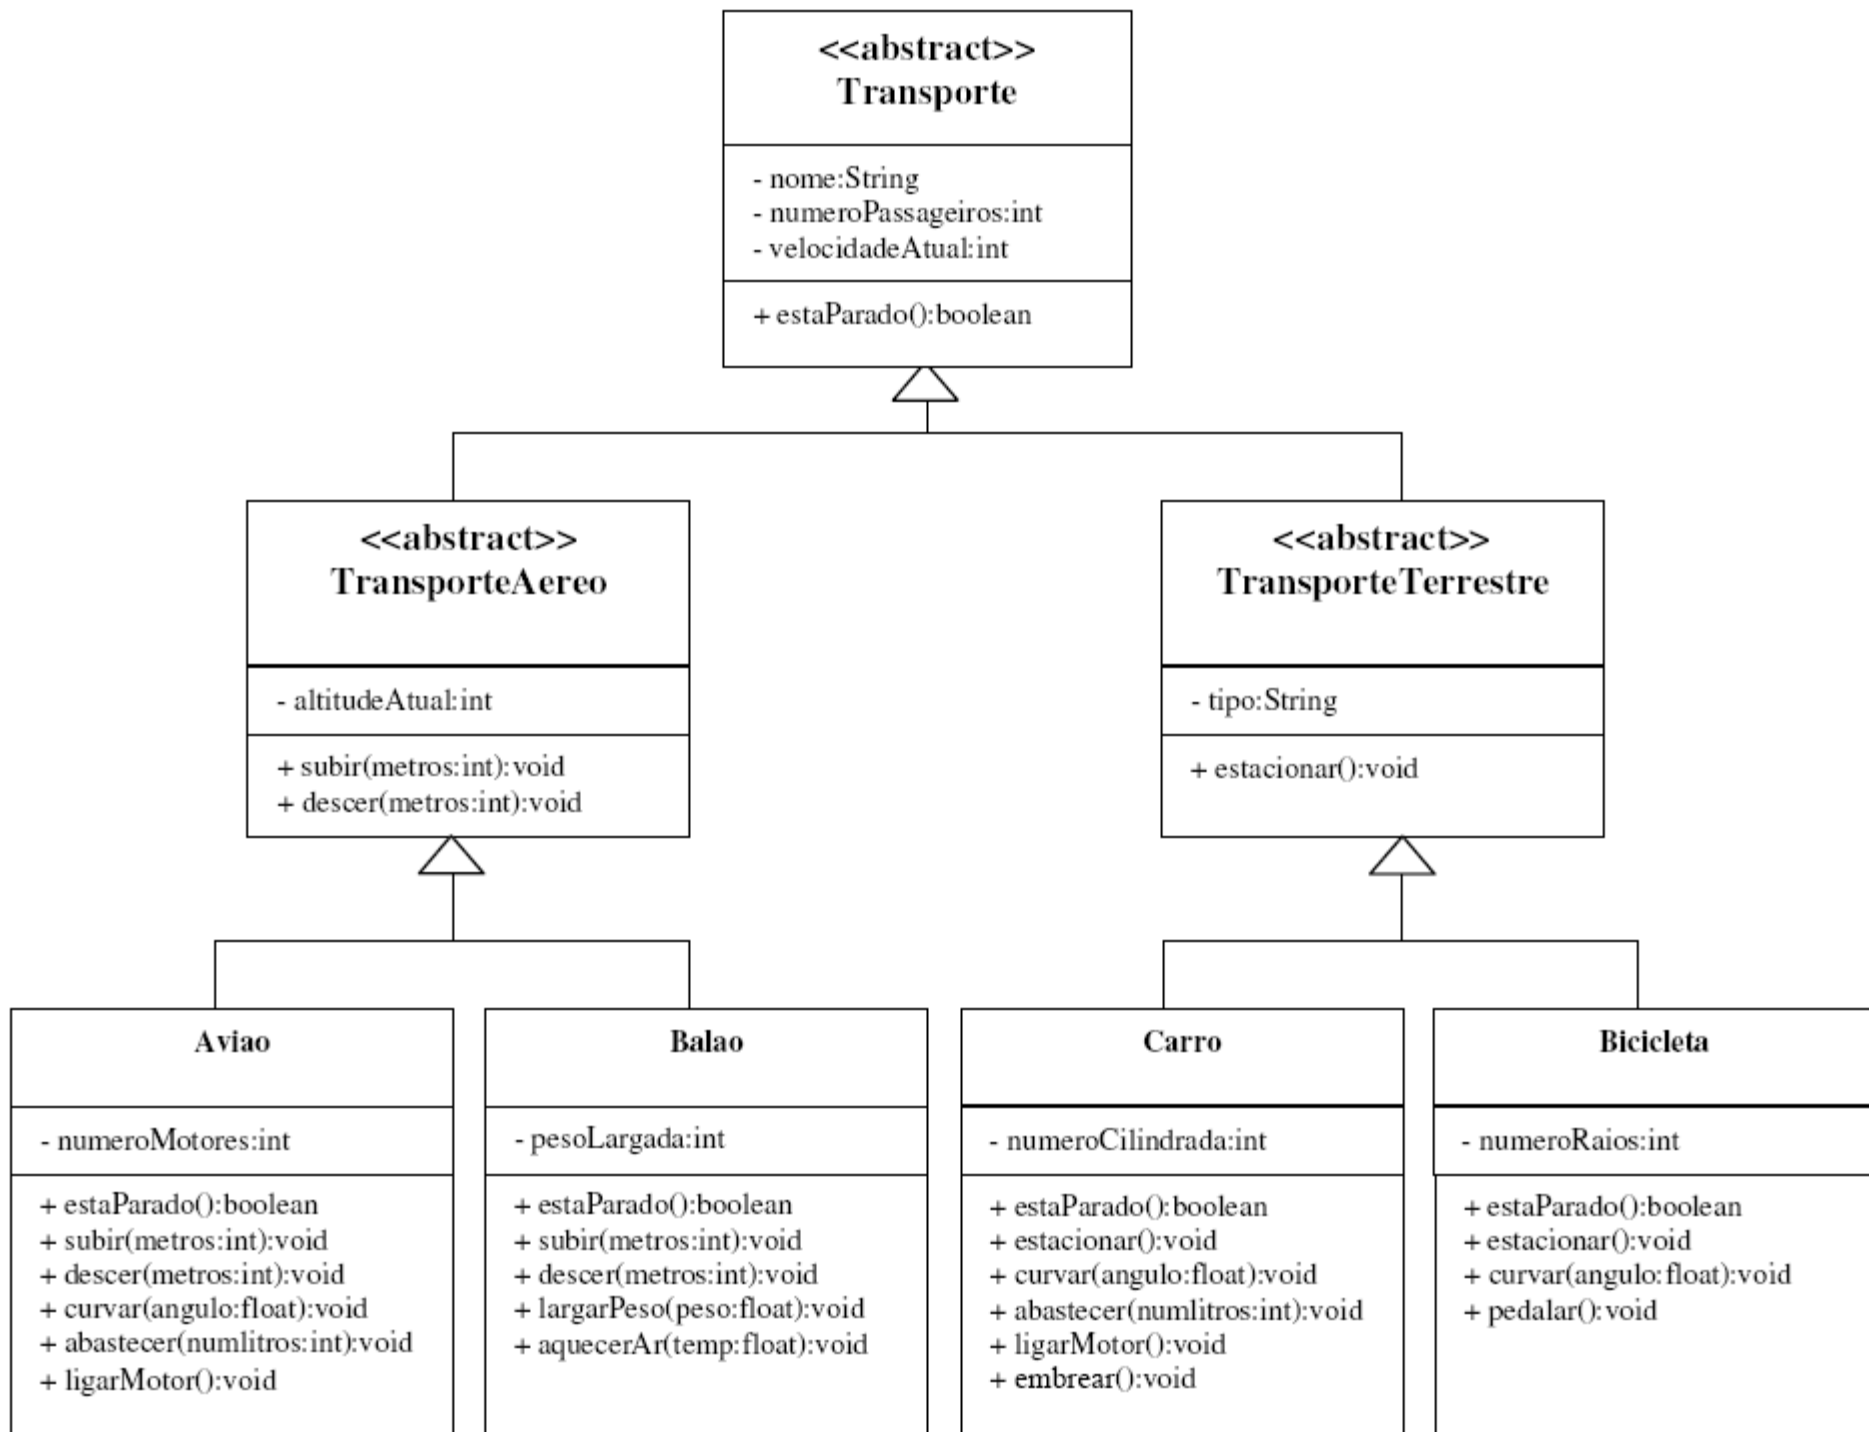 <<abstract>>
Transporte
- nome:String
- numeroPassageiros:int
- velocidadeAtual:int
+ estaParado():boolean
<<abstract>>
TransporteAereo
- altitudeAtual:int
+ subir(metros:int):void
+ descer(metros:int):void
<<abstract>>
TransporteTerrestre
- tipo:String
+ estacionar():void
Aviao
- numeroMotores:int
+ estaParado():boolean
+ subir(metros:int):void
+ descer(metros:int):void
+ curvar(angulo:float):void
+ abastecer(numlitros:int):void
+ ligarMotor():void
Balao
- pesoLargada:int
+ estaParado():boolean
+ subir(metros:int):void
+ descer(metros:int):void
+ largarPeso(peso:float):void
+ aquecerAr(temp:float):void
Carro
- numeroCilindrada:int
+ estaParado():boolean
+ estacionar():void
+ curvar(angulo:float):void
+ abastecer(numlitros:int):void
+ ligarMotor():void
+ embrear():void
Bicicleta
- numeroRaios:int
+ estaParado():boolean
+ estacionar():void
+ curvar(angulo:float):void
+ pedalar():void